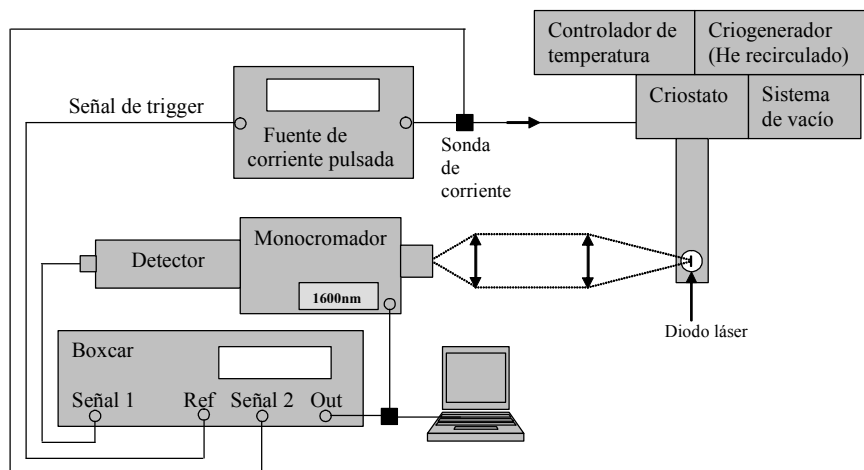 Controlador de
temperatura
Criogenerador
(He recirculado)
Criostato
Sistema
de vacío
Señal de trigger
Fuente de
corriente pulsada
Sonda
de
corriente
Monocromador
Detector
1600nm
Diodo láser
Boxcar
Señal 1
Ref
Señal 2
Out